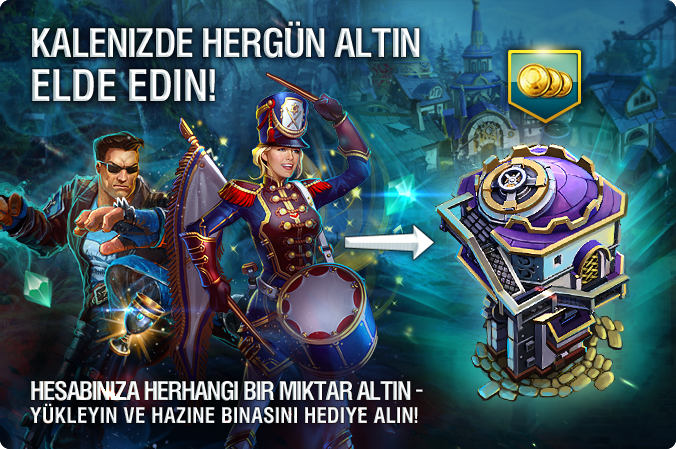 KALENIZDE HERGÜN ALTIN
ELDE EDIN!
HESABINIZA HERHANGI BIR MIKTAR ALTIN -
YÜKLEYIN VE HAZINE BINASINI HEDIYE ALIN!